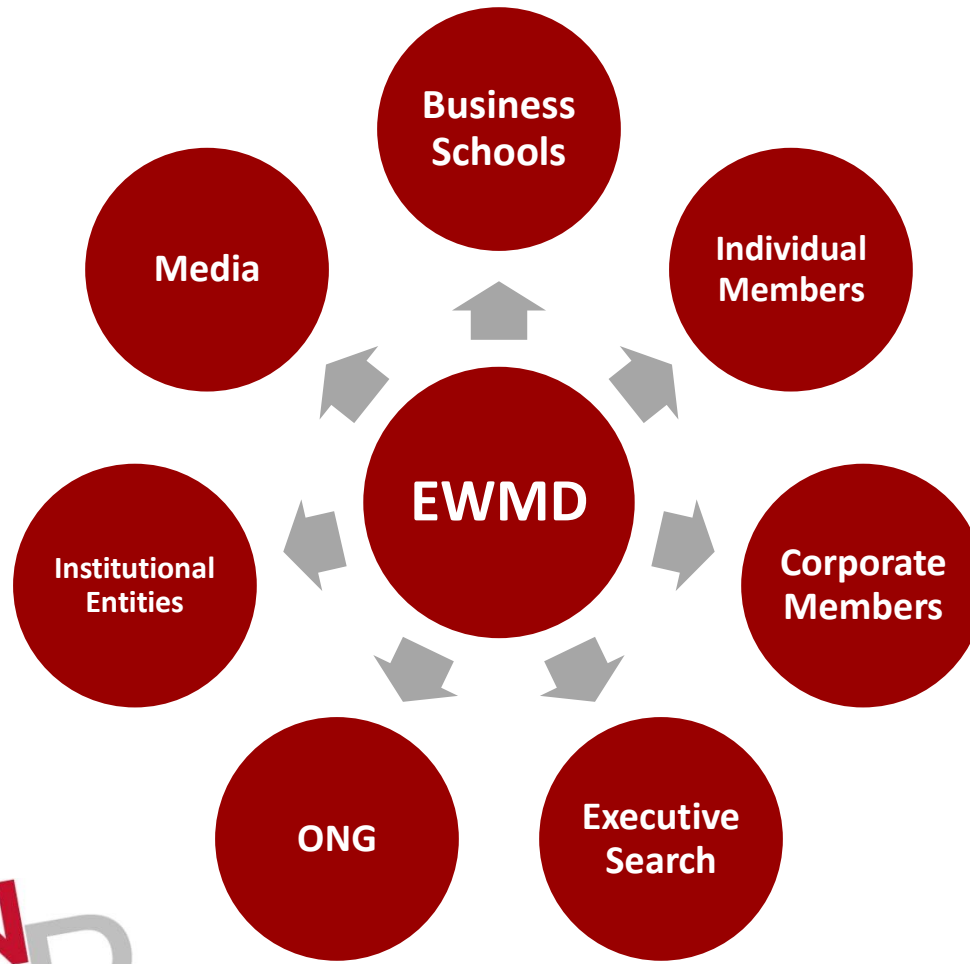 Business
Schools
Individual
Members
Corporate
Members
Executive
Search
ONG
Institutional
Entities
Media
EWMD